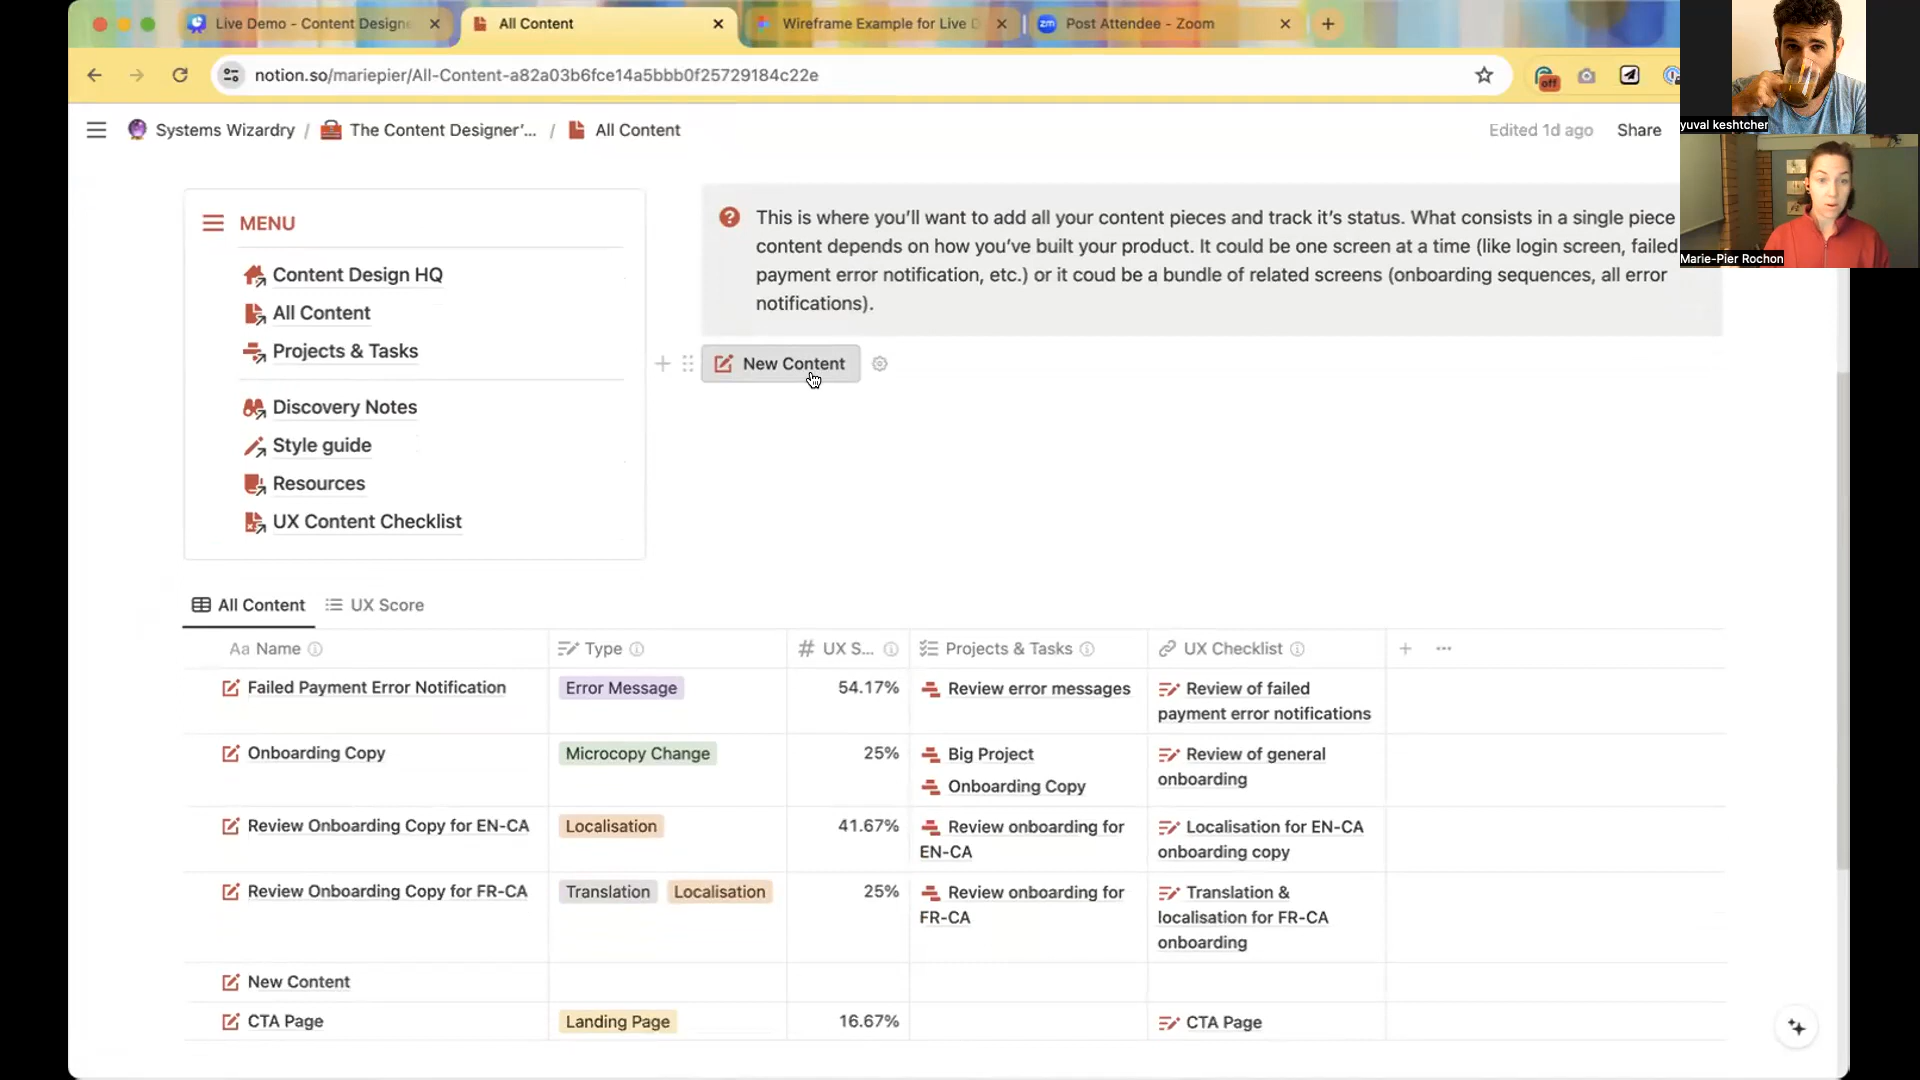 Live Demo - Content Designe
All Content
Wireframe Example for Live D
zm
Post Attendee - Zoom
notion.so/mariepier/All-Content-a82a03b6fce14a5bbb0f25729184c22e
off
yuval keshtcher
Marie-Pier Rochon
Systems Wizardry / The Content Designer'... / All Content
Edited 1d ago
Share
MENU
Content Design HQ
All Content
Projects & Tasks
Discovery Notes
Style guide
Resources
UX Content Checklist
This is where you'll want to add all your content pieces and track it's status. What consists in a single piece
content depends on how you've built your product. It could be one screen at a time (like login screen, failed
payment error notification, etc.) or it coud be a bundle of related screens (onboarding sequences, all error
notifications).
New Content
All Content
UX Score
Aa Name
Type
# UX S...
Projects & Tasks
UX Checklist
Failed Payment Error Notification
Error Message
54.17%
Review error messages
Review of failed
payment error notifications
Onboarding Copy
Microcopy Change
25%
Big Project
Onboarding Copy
Review of general
onboarding
Review Onboarding Copy for EN-CA
Localisation
41.67%
Review onboarding for
EN-CA
Localisation for EN-CA
onboarding copy
Review Onboarding Copy for FR-CA
Translation
Localisation
25%
Review onboarding for
FR-CA
Translation &
localisation for FR-CA
onboarding
New Content
CTA Page
Landing Page
16.67%
CTA Page